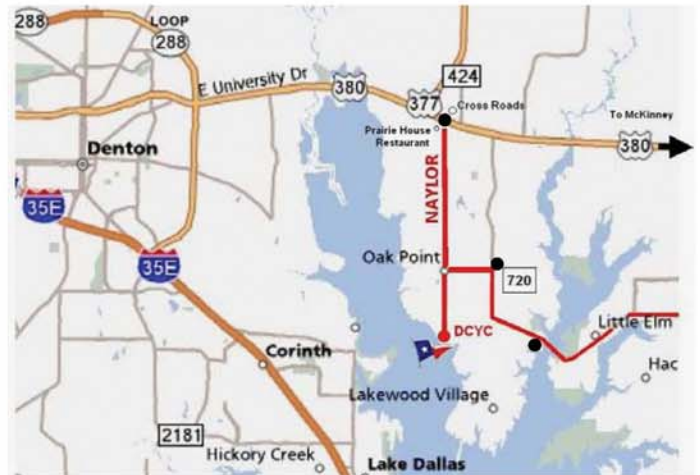 288
LOOP
288
E University Dr
380
424
377
Cross Roads
Prairie House
Restaurant
To McKinney
380
Denton
NAYLOR
35E
35E
Oak Point
720
DCYC
Little Elm
Corinth
Hac
Lakewood Village
2181
Hickory Creek
Lake Dallas